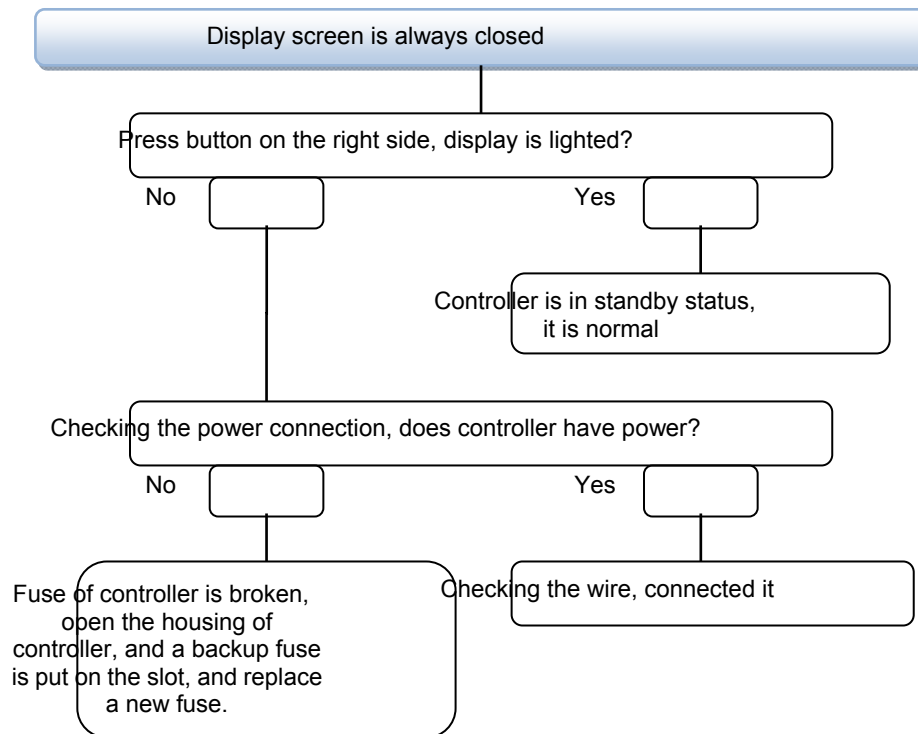 Display screen is always closed
Press button on the right side, display is lighted?
No
Yes
Controller is in standby status,
it is normal
Checking the power connection, does controller have power?
No
Yes
Fuse of controller is broken,
open the housing of
controller, and a backup fuse
is put on the slot, and replace
a new fuse.
Checking the wire, connected it